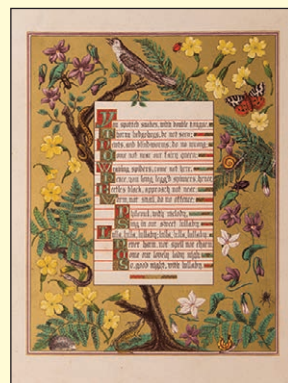 You spotted snakes, with double tongue,
Thorny hedgehogs, be not seen;
Newts, and blind-worms, do no wrong;
Come not near our fairy queen:
Weaving spiders, come not here;
Hence, you long legg'd spinners, hence;
Beetles black, approach not near;
Worm, nor snail, do no offence:
Philomel, with melody,
Sing in our sweet lullaby
Lulla, lulla, lullaby: lulla, lulla, lullaby:
Never harm, nor spell nor charm,
Come our lovely lady nigh
So, good night, with lullaby.